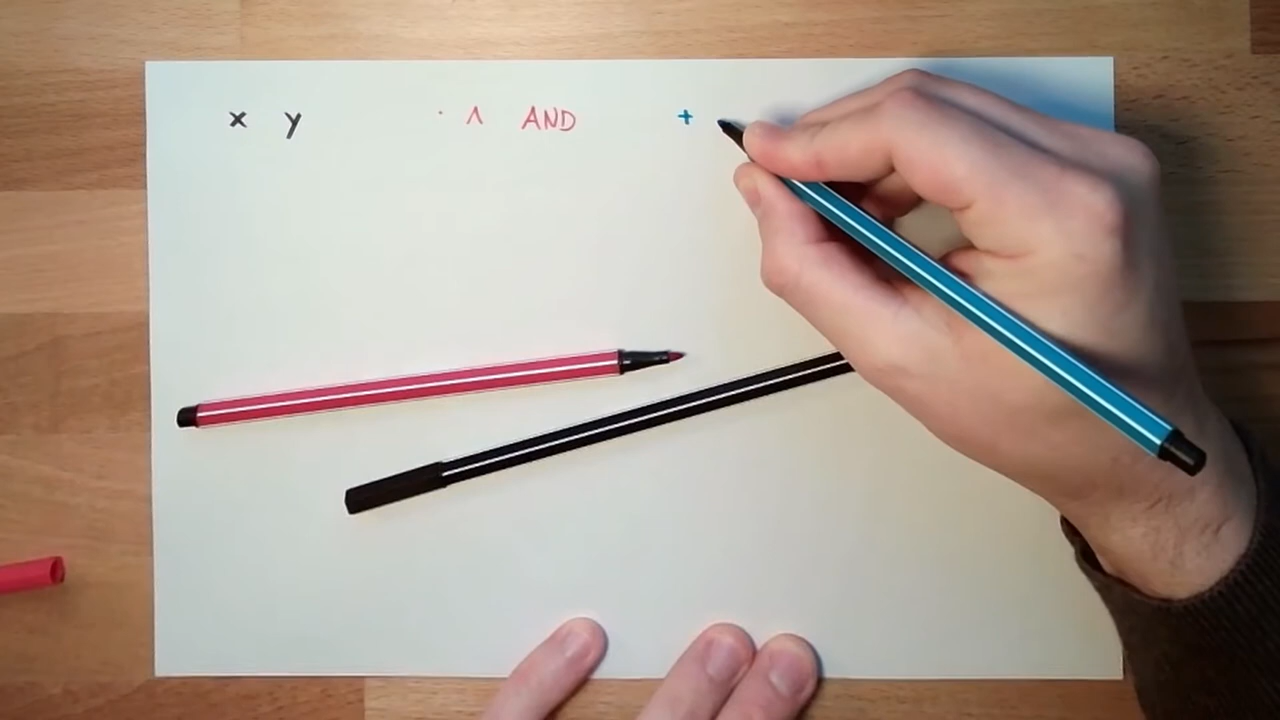 x y · ∧ AND +